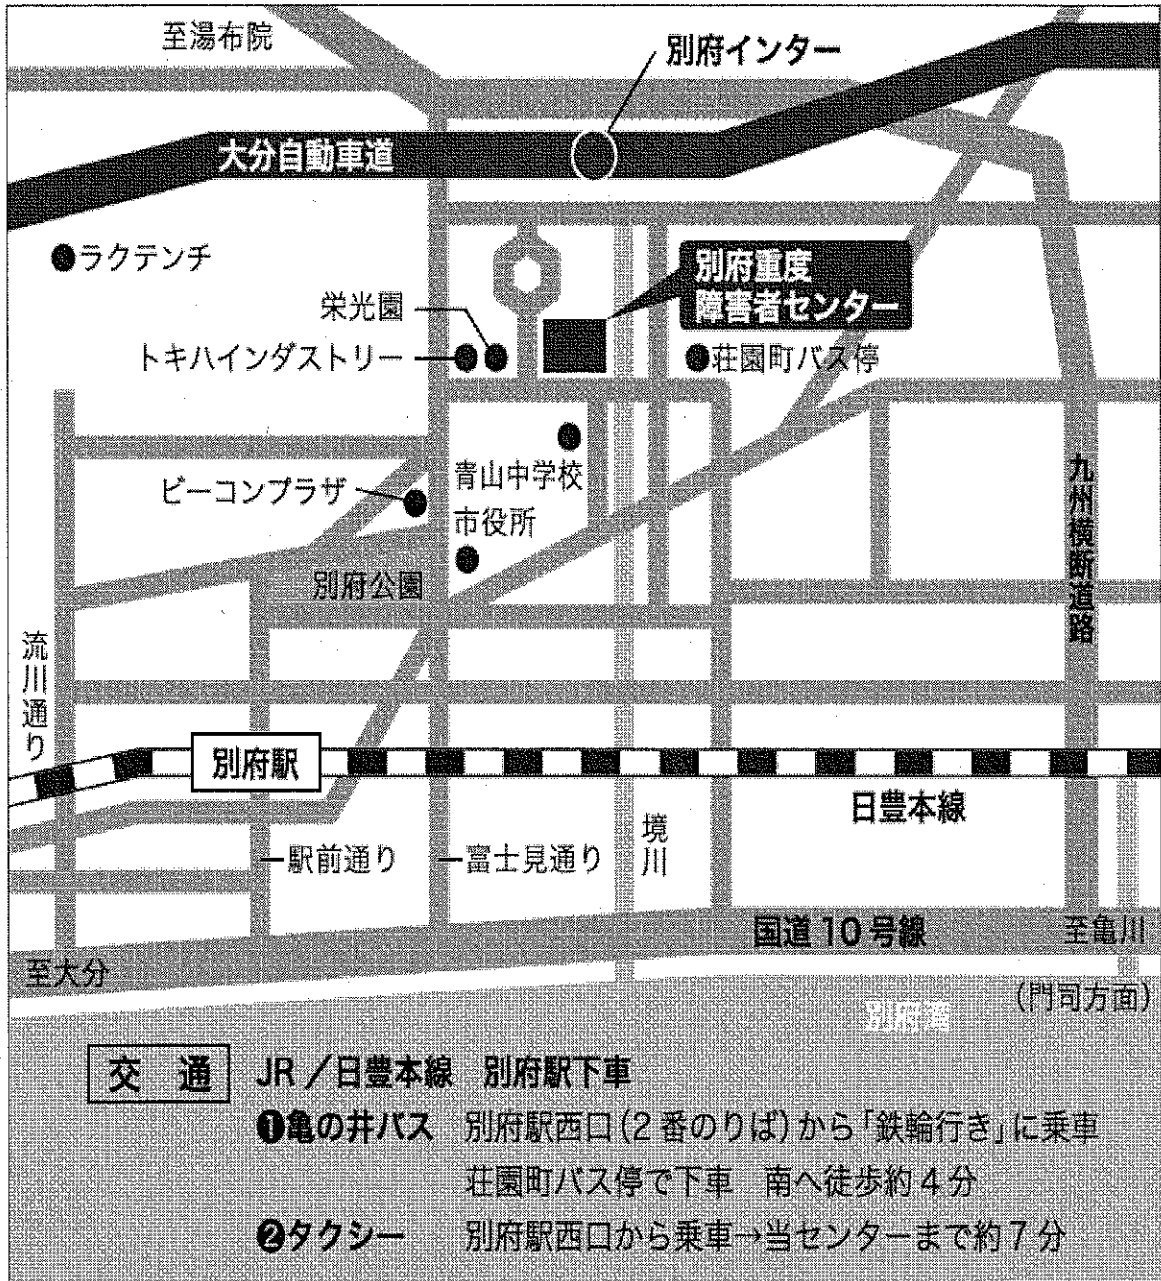 至湯布院
別府インター
大分自動車道
ラクテンチ
別府重度
障害者センター
栄光園
トキハインダストリー
荘園町バス停
青山中学校
ビーコンプラザ
市役所
別府公園
九州横断道路
流川通り
別府駅
日豊本線
境川
駅前通り
富士見通り
国道10号線
至亀川
至大分
(門司方面)
別府湾
交 通 JR/日豊本線 別府駅下車
❶亀の井バス 別府駅西口(2番のりば)から「鉄輪行き」に乗車
荘園町バス停で下車 南へ徒歩約4分
❷タクシー 別府駅西口から乗車→当センターまで約7分